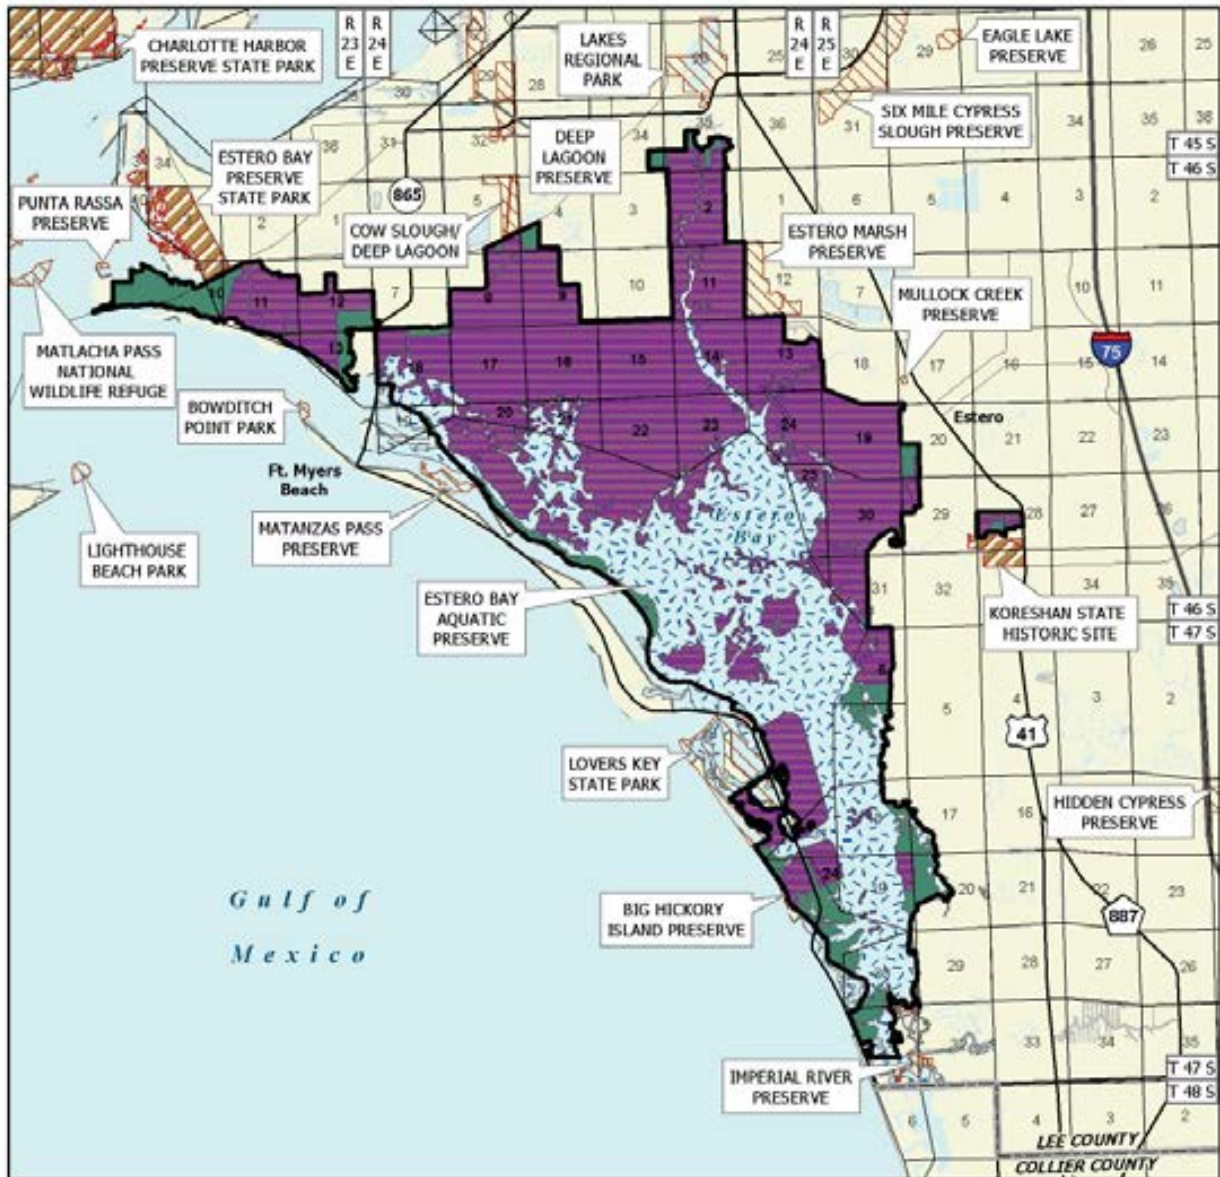 CHARLOTTE HARBOR
PRESERVE STATE PARK
R
23
E
R
24
E
LAKES
REGIONAL
PARK
R
24
E
R
25
E
EAGLE LAKE
PRESERVE
SIX MILE CYPRESS
SLOUGH PRESERVE
DEEP
LAGOON
PRESERVE
T 45 S
T 46 S
ESTERO BAY
PRESERVE
STATE PARK
PUNTA RASSA
PRESERVE
865
COW SLOUGH/
DEEP LAGOON
ESTERO MARSH
PRESERVE
MULLOCK CREEK
PRESERVE
MATLACHA PASS
NATIONAL
WILDLIFE REFUGE
75
BOWDITCH
POINT PARK
Estero
Ft. Myers
Beach
MATANZAS PASS
PRESERVE
LIGHTHOUSE
BEACH PARK
Estero
Bay
ESTERO BAY
AQUATIC
PRESERVE
KORESHAN STATE
HISTORIC SITE
T 46 S
T 47 S
41
LOVERS KEY
STATE PARK
HIDDEN CYPRESS
PRESERVE
Gulf of
Mexico
BIG HICKORY
ISLAND PRESERVE
887
IMPERIAL RIVER
PRESERVE
T 47 S
T 48 S
LEE COUNTY
COLLIER COUNTY